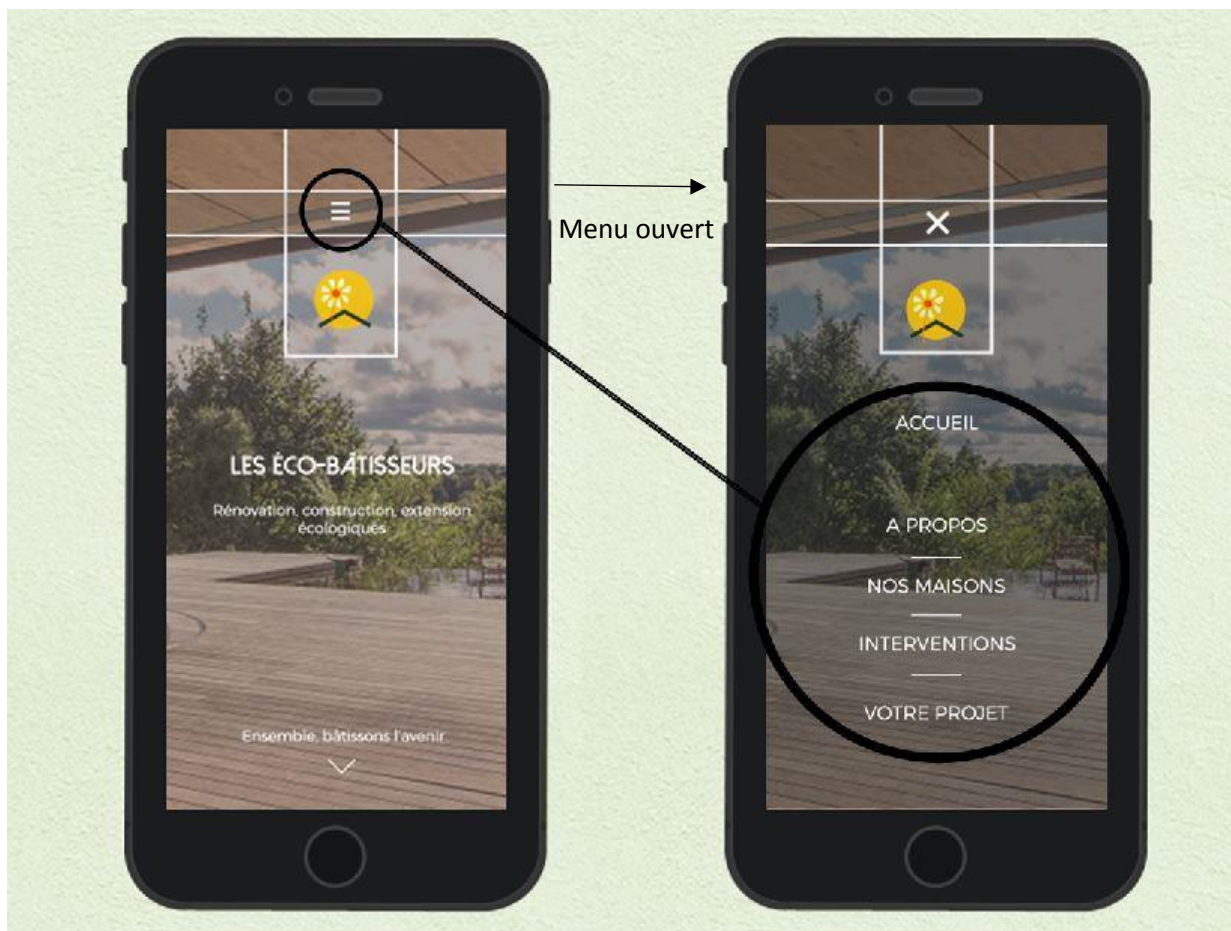 LES ÉCO-BÂTISSEURS
Rénovation, construction, extension
écologiques
Ensemble, bâtissons l'avenir
Menu ouvert
ACCUEIL
A PROPOS
NOS MAISONS
INTERVENTIONS
VOTRE PROJET